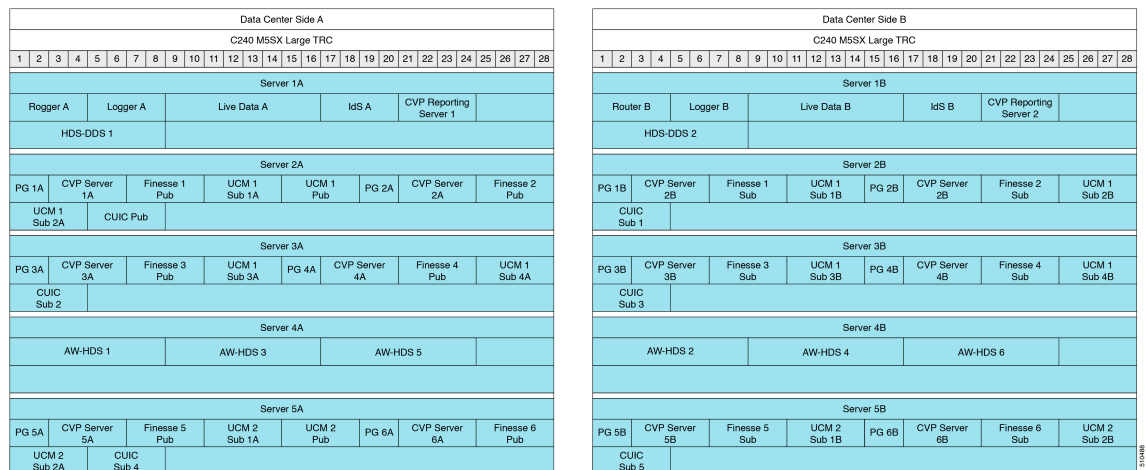 Data Center Side A
C240 M5SX Large TRC
1 2 3 4 5 6 7 8 9 10 11 12 13 14 15 16 17 18 19 20 21 22 23 24 25 26 27 28
Server 1A
Rogger A Logger A Live Data A IdS A CVP Reporting
Server 1
HDS-DDS 1
Server 2A
PG 1A CVP Server Finesse 1 UCM 1 UCM 1 PG 2A CVP Server Finesse 2
1A Pub Sub 1A Pub 2A Pub
UCM 1 CUIC Pub
Sub 2A
Server 3A
PG 3A CVP Server Finesse 3 UCM 1 PG 4A CVP Server Finesse 4 UCM 1
3A Pub Sub 3A 4A Pub Sub 4A
CUIC
Sub 2
Server 4A
AW-HDS 1 AW-HDS 3 AW-HDS 5
Server 5A
PG 5A CVP Server Finesse 5 UCM 2 UCM 2 PG 6A CVP Server Finesse 6
5A Pub Sub 1A Pub 6A Pub
UCM 2 CUIC
Sub 2A Sub 4
Data Center Side B
C240 M5SX Large TRC
1 2 3 4 5 6 7 8 9 10 11 12 13 14 15 16 17 18 19 20 21 22 23 24 25 26 27 28
Server 1B
Router B Logger B Live Data B IdS B CVP Reporting
Server 2
HDS-DDS 2
Server 2B
PG 1B CVP Server Finesse 1 UCM 1 PG 2B CVP Server Finesse 2 UCM 1
2B Sub Sub 1B 2B Sub Sub 2B
CUIC
Sub 1
Server 3B
PG 3B CVP Server Finesse 3 UCM 1 PG 4B CVP Server Finesse 4 UCM 1
3B Sub Sub 3B 4B Sub Sub 4B
CUIC
Sub 3
Server 4B
AW-HDS 2 AW-HDS 4 AW-HDS 6
Server 5B
PG 5B CVP Server Finesse 5 UCM 2 PG 6B CVP Server Finesse 6 UCM 2
5B Sub Sub 1B 6B Sub Sub 2B
CUIC
Sub 5
510488